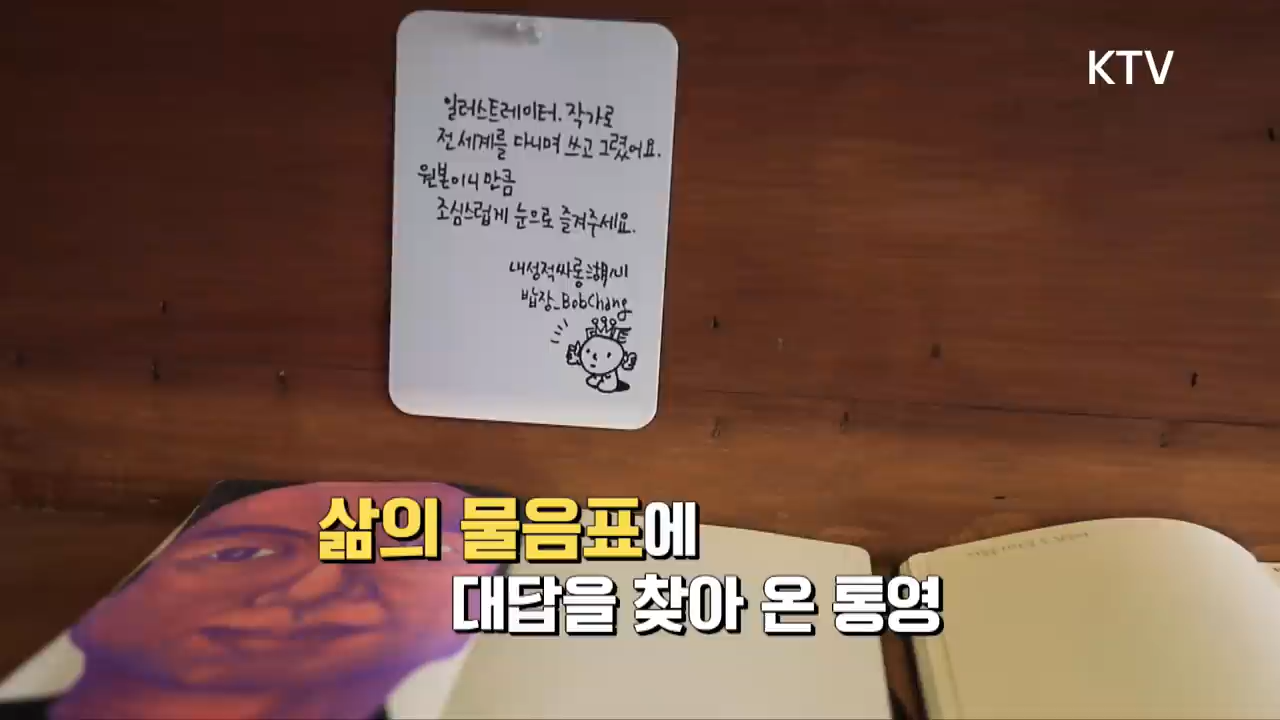 KTV
일러스트레이터, 작가로
전 세계를 다니며 쓰고 그렸어요.
원본이니 만큼
조심스럽게 눈으로 즐겨주세요.
내성적싸롱
밥장_BobChang
삶의 물음표에
대답을 찾아 온 통영